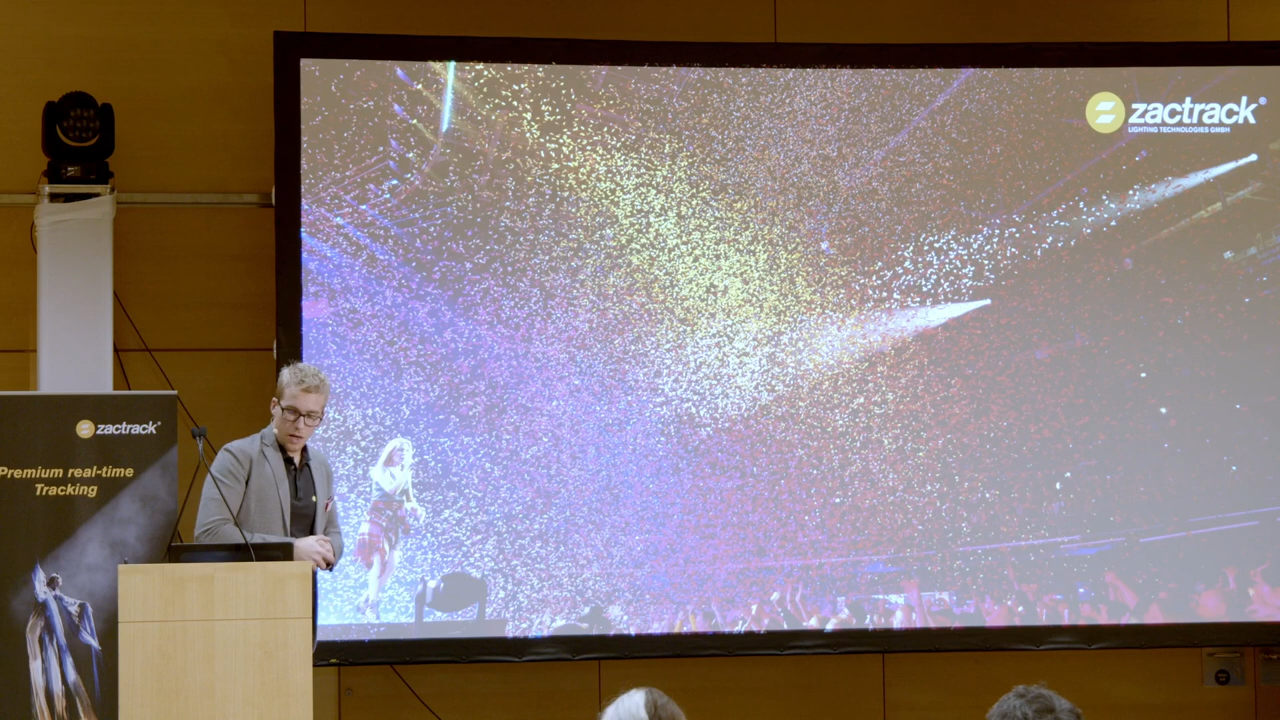 zactrack®
LIGHTING TECHNOLOGIES GMBH
zactrack®
Premium real-time
Tracking